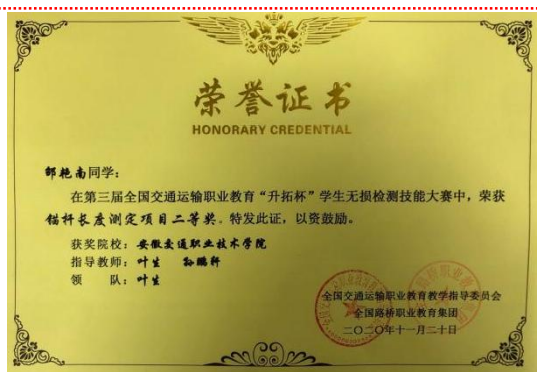 荣誉证书
HONORARY CREDENTIAL
邹艳南同学:
在第三届全国交通运输职业教育“升拓杯”学生无损检测技能大赛中,荣获
锚杆长度测定项目二等奖。特发此证,以资鼓励。
获奖院校:安徽交通职业技术学院
指导教师:叶生 孙鹏轩
领 队:叶生
全国交通运输职业教育教学指导委员会
全国路桥职业教育集团
二〇二〇年十一月二十日